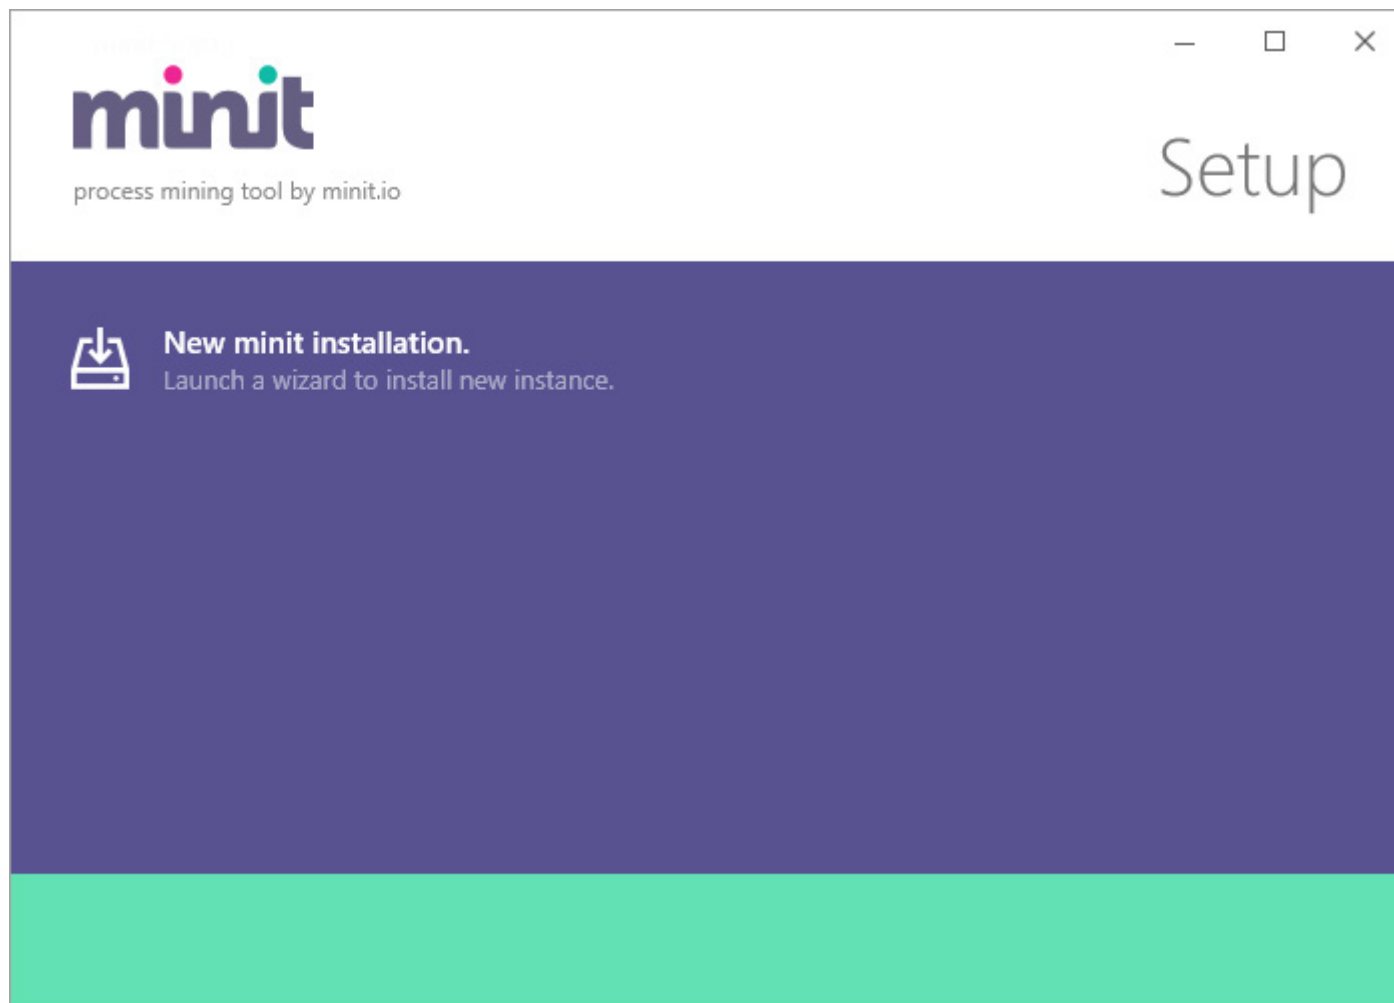 minit
process mining tool by minit.io
Setup
New minit installation.
Launch a wizard to install new instance.